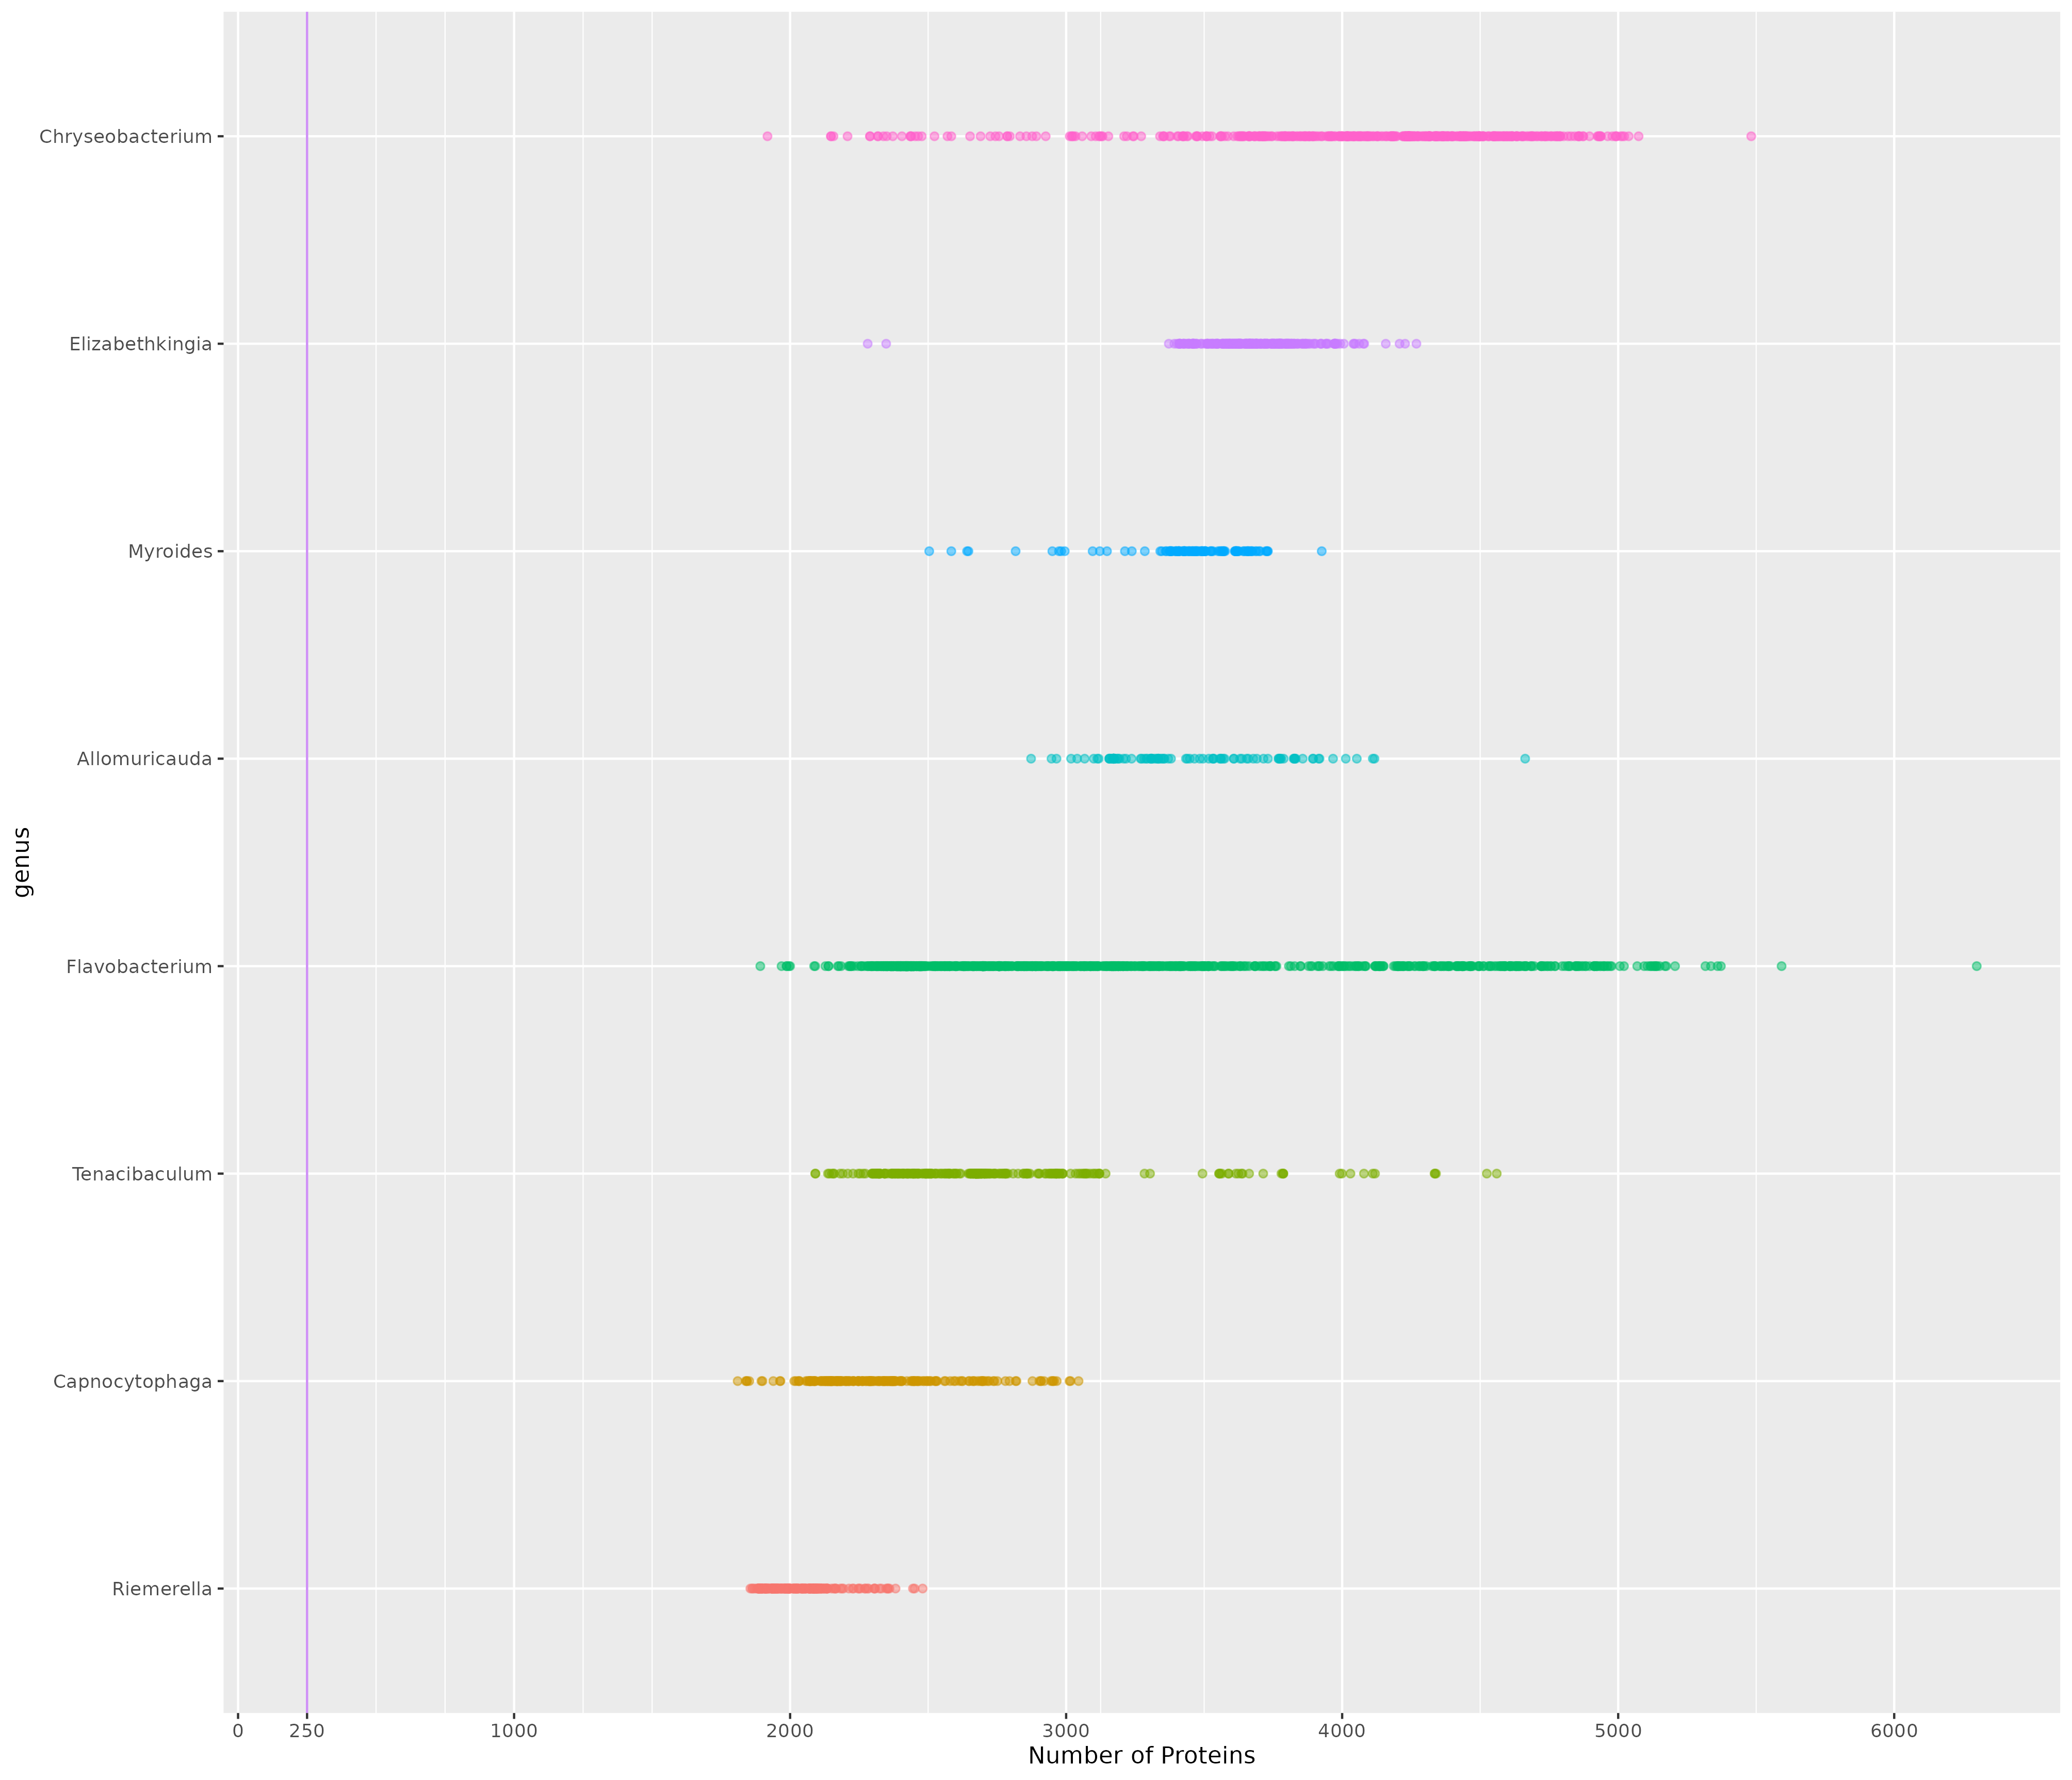 Chryseobacterium
Elizabethkingia
Myroides
Allomuricauda
genus
Flavobacterium
Tenacibaculum
Capnocytophaga
Riemerella
0 250 1000 2000 3000 4000 5000 6000
Number of Proteins